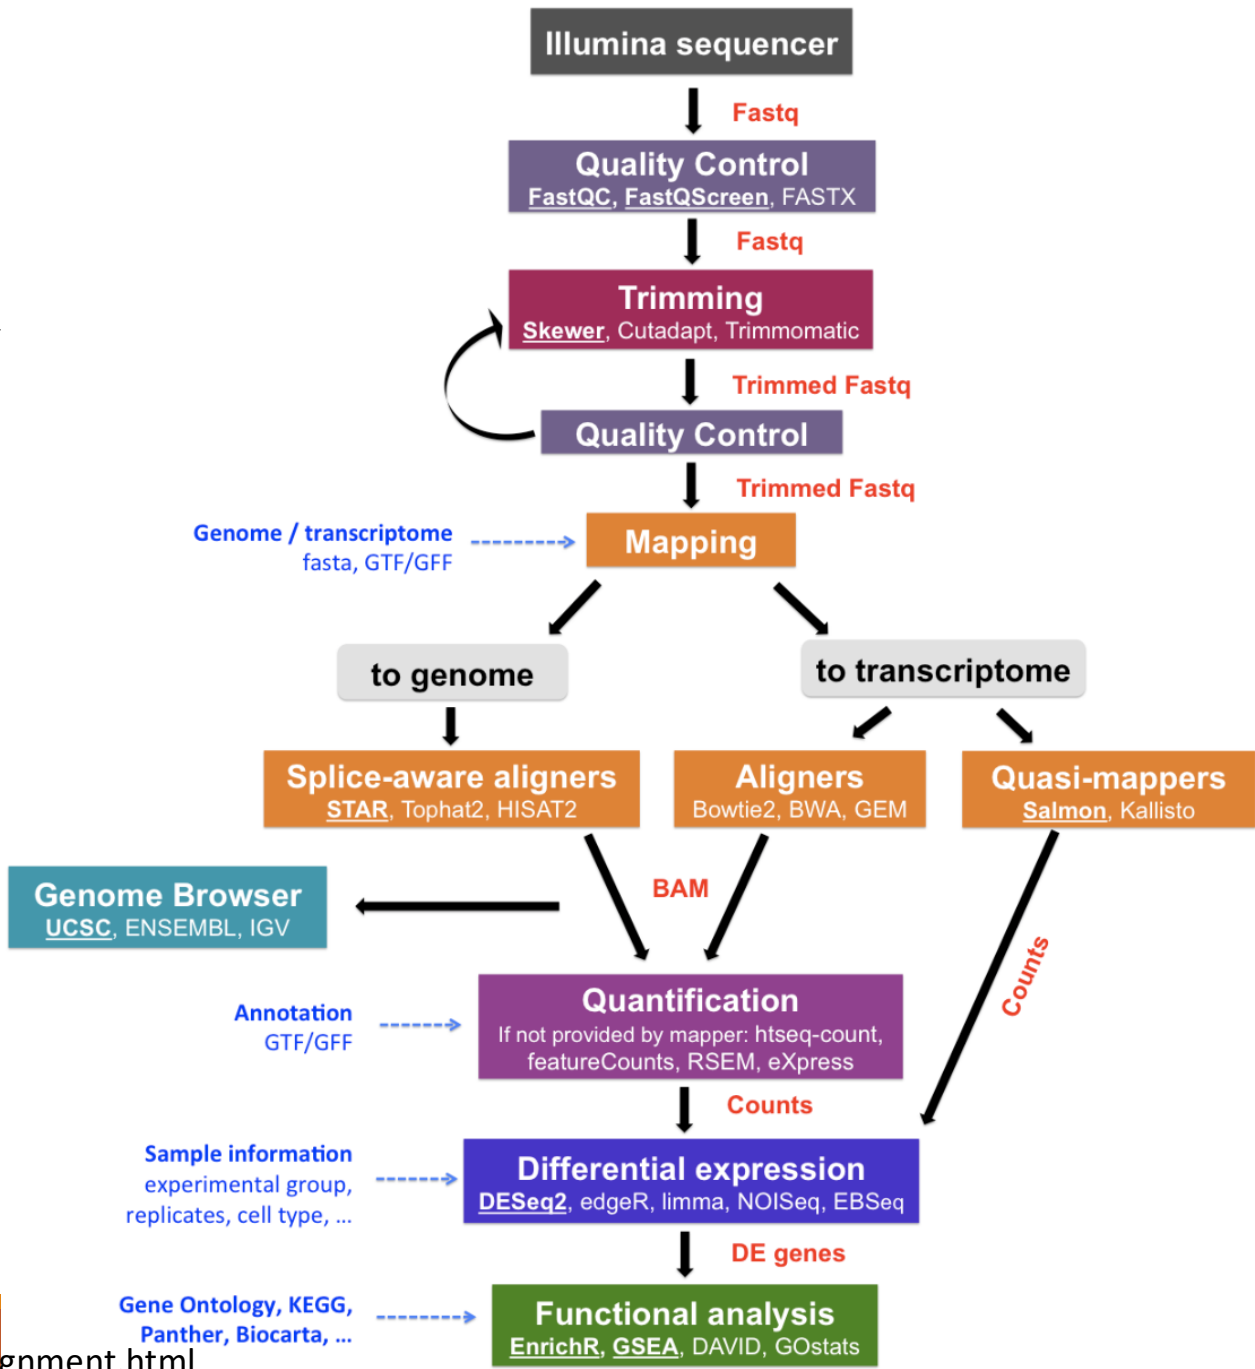 Illumina sequencer
Fastq
Quality Control
FastQC, FastQScreen, FASTX
Fastq
Trimming
Skewer, Cutadapt, Trimmomatic
Trimmed Fastq
Quality Control
Trimmed Fastq
Genome / transcriptome
fasta, GTF/GFF
Mapping
to genome
to transcriptome
Splice-aware aligners
STAR, Tophat2, HISAT2
Aligners
Bowtie2, BWA, GEM
Quasi-mappers
Salmon, Kallisto
BAM
Genome Browser
UCSC, ENSEMBL, IGV
Counts
Quantification
If not provided by mapper: htseq-count,
featureCounts, RSEM, eXpress
Annotation
GTF/GFF
Counts
Sample information
experimental group,
replicates, cell type, ...
Differential expression
DESeq2, edgeR, limma, NOISeq, EBSeq
DE genes
Gene Ontology, KEGG,
Panther, Biocarta, ...
Functional analysis
EnrichR, GSEA, DAVID, GOstats
gnment.html